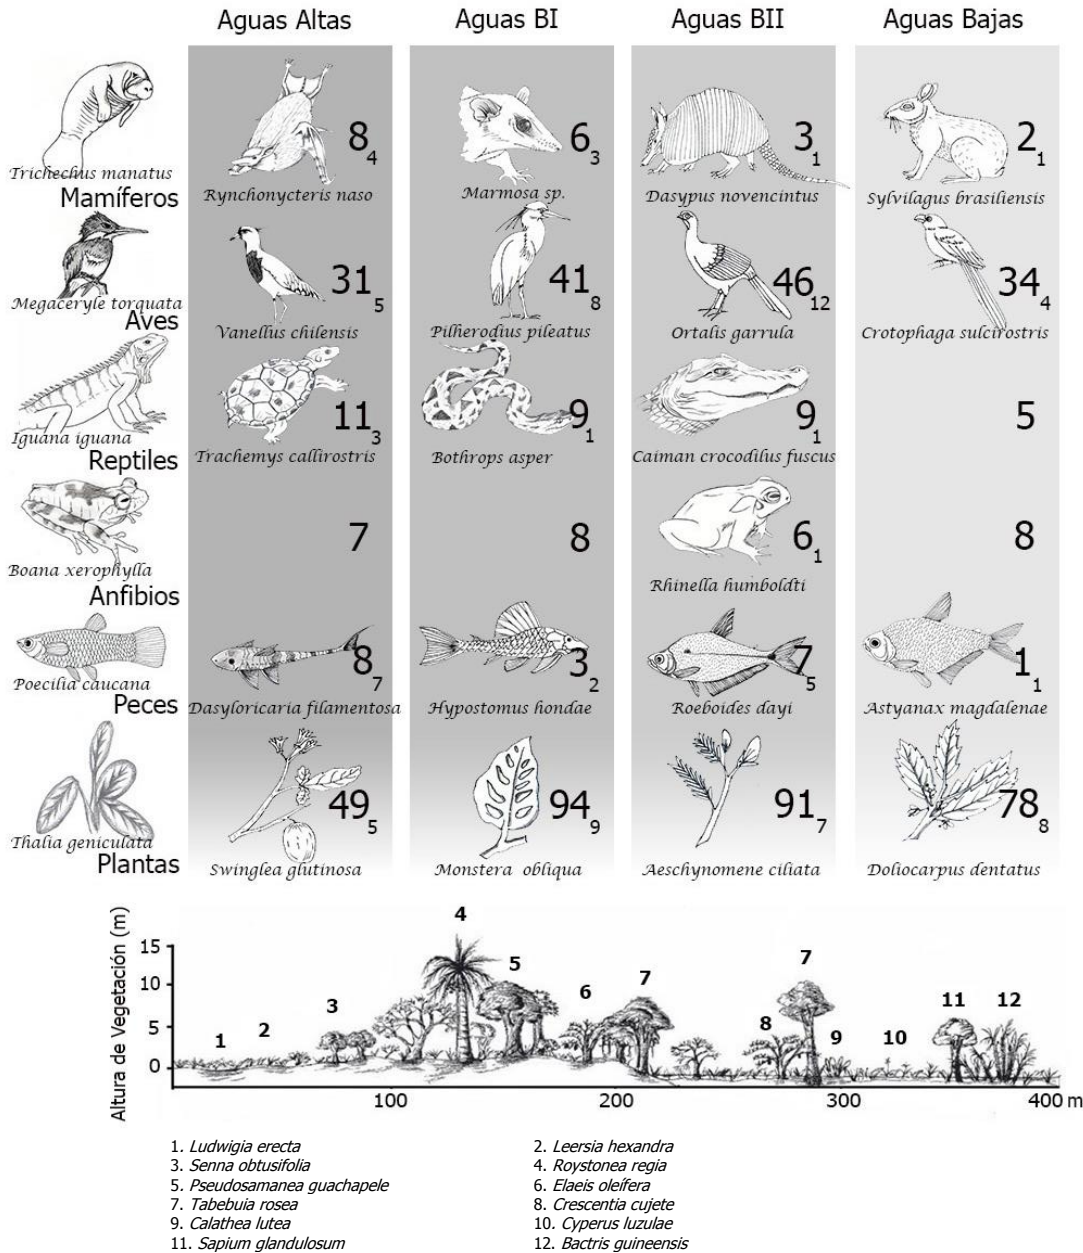 Aguas Altas Aguas BI Aguas BII Aguas Bajas
8 4 6 3 3 1 2 1
Trichechus manatus
Mamíferos
Rynchonycteris naso Marmosa sp. Dasypus novencintus Sylvilagus brasiliensis
31 5 41 8 46 12 34 4
Megaceryle torquata
Aves
Vanellus chilensis Pilherodius pileatus Ortalis garrula Crotophaga sulcirostris
11 3 9 1 9 1 5
Iguana iguana
Reptiles
Trachemys callirostris Bothrops asper Caiman crocodilus fuscus
7 8 6 1 8
Boana xerophylla
Rhinella humboldti
Anfibios
8 7 3 2 7 5 1 1
Poecilia caucana
Peces
Dasyloricaria filamentosa Hypostomus hondae Roeboides dayi Astyanax magdalenae
49 5 94 9 91 7 78 8
Thalia geniculata
Plantas
Swinglea glutinosa Monstera obliqua Aeschynomene ciliata Doliocarpus dentatus
Altura de Vegetación (m)
15
10
5
0
1 2 3 4 5 6 7 8 7 9 10 11 12
100 200 300 400 m
1. Ludwigia erecta 2. Leersia hexandra
3. Senna obtusifolia 4. Roystonea regia
5. Pseudosamanea guachapele 6. Elaeis oleífera
7. Tabebuia rosea 8. Crescentia cujete
9. Calathea lutea 10. Cyperus luzulae
11. Sapium glandulosum 12. Bactris guineensis